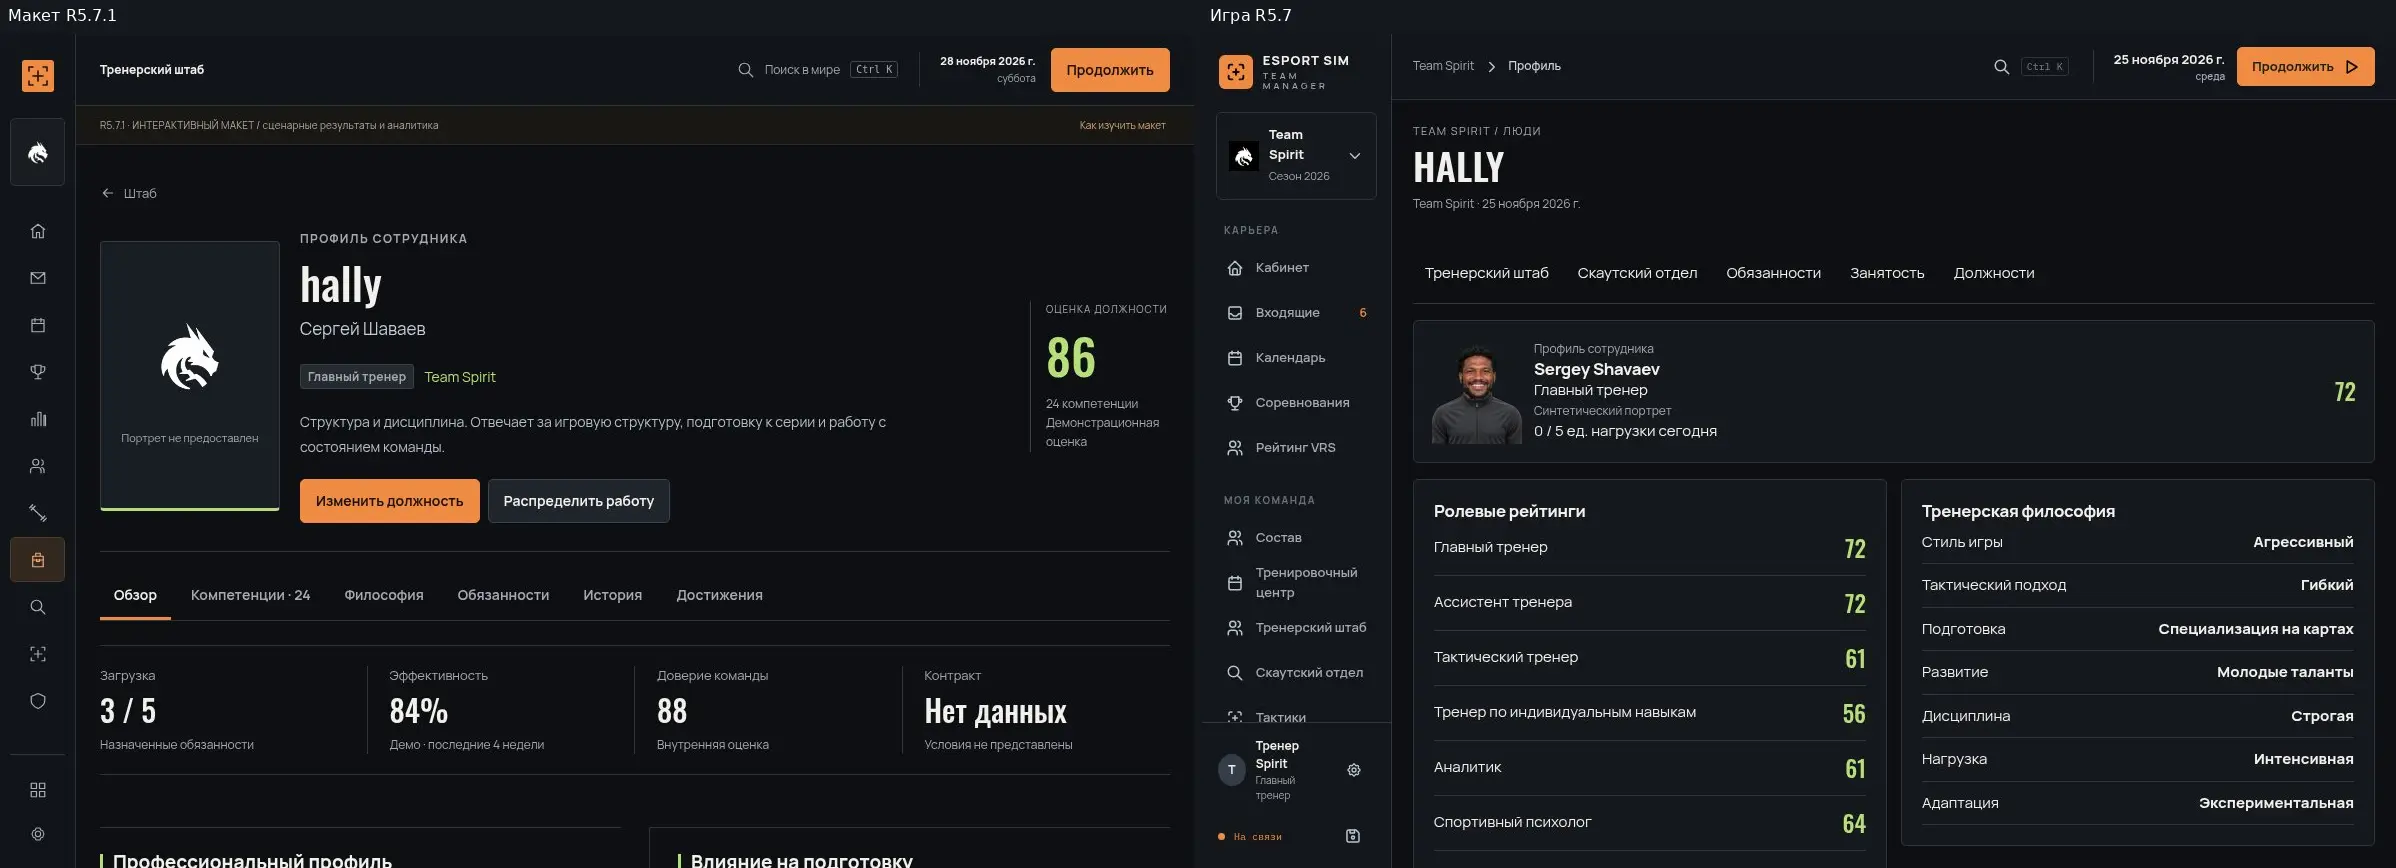 Макет R5.7.1
Тренерский штаб
Поиск в мире
Ctrl K
28 ноября 2026 г.
суббота
Продолжить
R5.7.1 · ИНТЕРАКТИВНЫЙ МАКЕТ / сценарные результаты и аналитика
Как изучить макет
Штаб
Портрет не предоставлен
ПРОФИЛЬ СОТРУДНИКА
hally
Сергей Шаваев
Главный тренер
Team Spirit
Структура и дисциплина. Отвечает за игровую структуру, подготовку к серии и работу с
состоянием команды.
Изменить должность
Распределить работу
ОЦЕНКА ДОЛЖНОСТИ
86
24 компетенции
Демонстрационная
оценка
Обзор
Компетенции · 24
Философия
Обязанности
История
Достижения
Загрузка
3 / 5
Назначенные обязанности
Эффективность
84%
Демо · последние 4 недели
Доверие команды
88
Внутренняя оценка
Контракт
Нет данных
Условия не представлены
Профессиональный профиль
Влияние на подготовку
Игра R5.7
ESPORT SIM
TEAM
MANAGER
Team
Spirit
Сезон 2026
КАРЬЕРА
Кабинет
Входящие
6
Календарь
Соревнования
Рейтинг VRS
МОЯ КОМАНДА
Состав
Тренировочный
центр
Тренерский штаб
Скаутский отдел
Тактики
T
Тренер
Spirit
Главный
тренер
На связи
Team Spirit
Профиль
Ctrl K
25 ноября 2026 г.
среда
Продолжить
TEAM SPIRIT / ЛЮДИ
HALLY
Team Spirit · 25 ноября 2026 г.
Тренерский штаб
Скаутский отдел
Обязанности
Занятость
Должности
Профиль сотрудника
Sergey Shavaev
Главный тренер
Синтетический портрет
0 / 5 ед. нагрузки сегодня
72
Ролевые рейтинги
Главный тренер
72
Ассистент тренера
72
Тактический тренер
61
Тренер по индивидуальным навыкам
56
Аналитик
61
Спортивный психолог
64
Тренерская философия
Стиль игры
Агрессивный
Тактический подход
Гибкий
Подготовка
Специализация на картах
Развитие
Молодые таланты
Дисциплина
Строгая
Нагрузка
Интенсивная
Адаптация
Экспериментальная